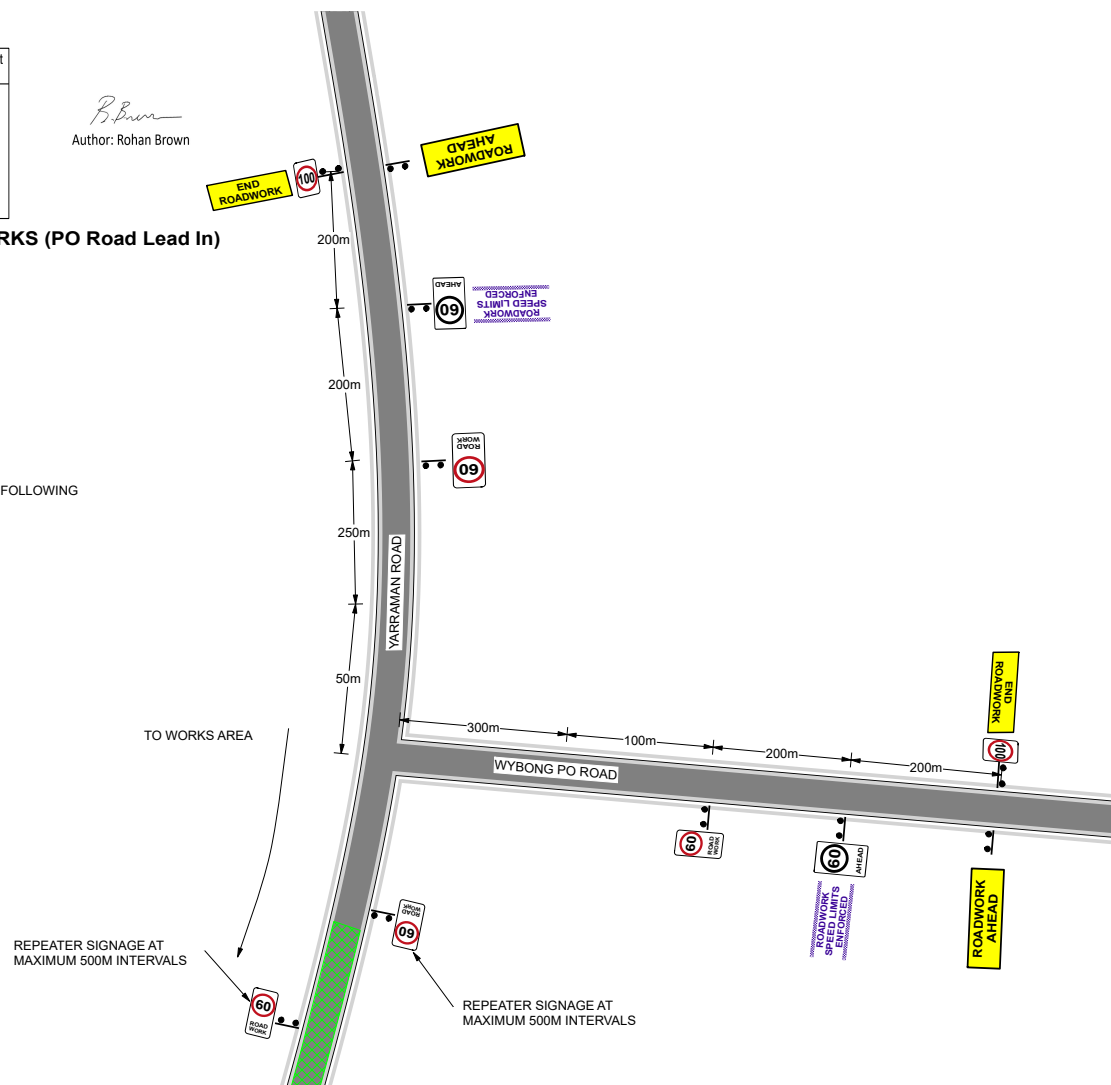 t
B.Brown
Author: Rohan Brown
ROADWORK
AHEAD
END
ROADWORK
100
RKS (PO Road Lead In)
200m
60
AHEAD
ROADWORK
SPEED LIMITS
ENFORCED
200m
60
ROAD
WORK
FOLLOWING
250m
YARRAMAN ROAD
50m
END
ROADWORK
100
TO WORKS AREA
300m
100m
200m
200m
WYBONG PO ROAD
60
ROAD
WORK
60
AHEAD
ROADWORK
SPEED LIMITS
ENFORCED
ROADWORK
AHEAD
60
ROAD
WORK
REPEATER SIGNAGE AT
MAXIMUM 500M INTERVALS
60
ROAD
WORK
REPEATER SIGNAGE AT
MAXIMUM 500M INTERVALS